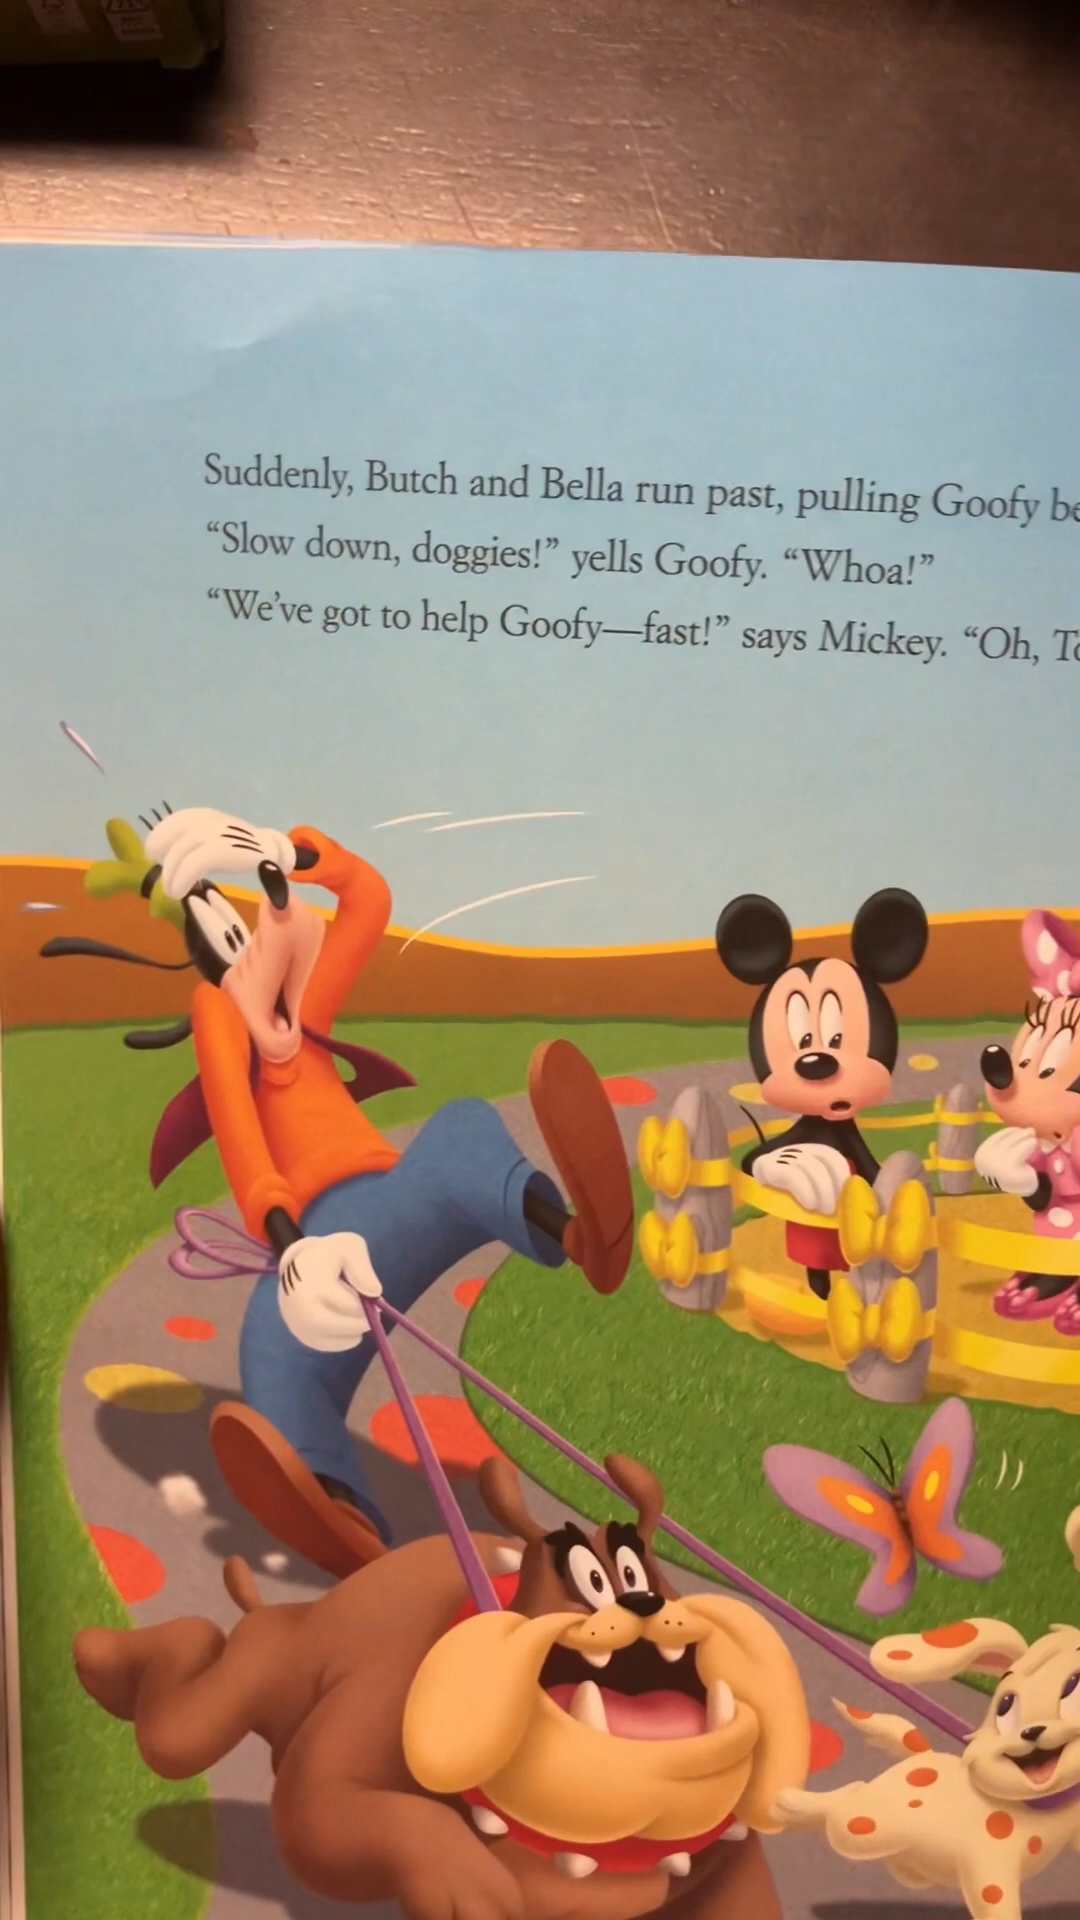 Suddenly, Butch and Bella run past, pulling Goofy
“Slow down, doggies!” yells Goofy. “Whoa!”
“We’ve got to help Goofy—fast!” says Mickey. “Oh,